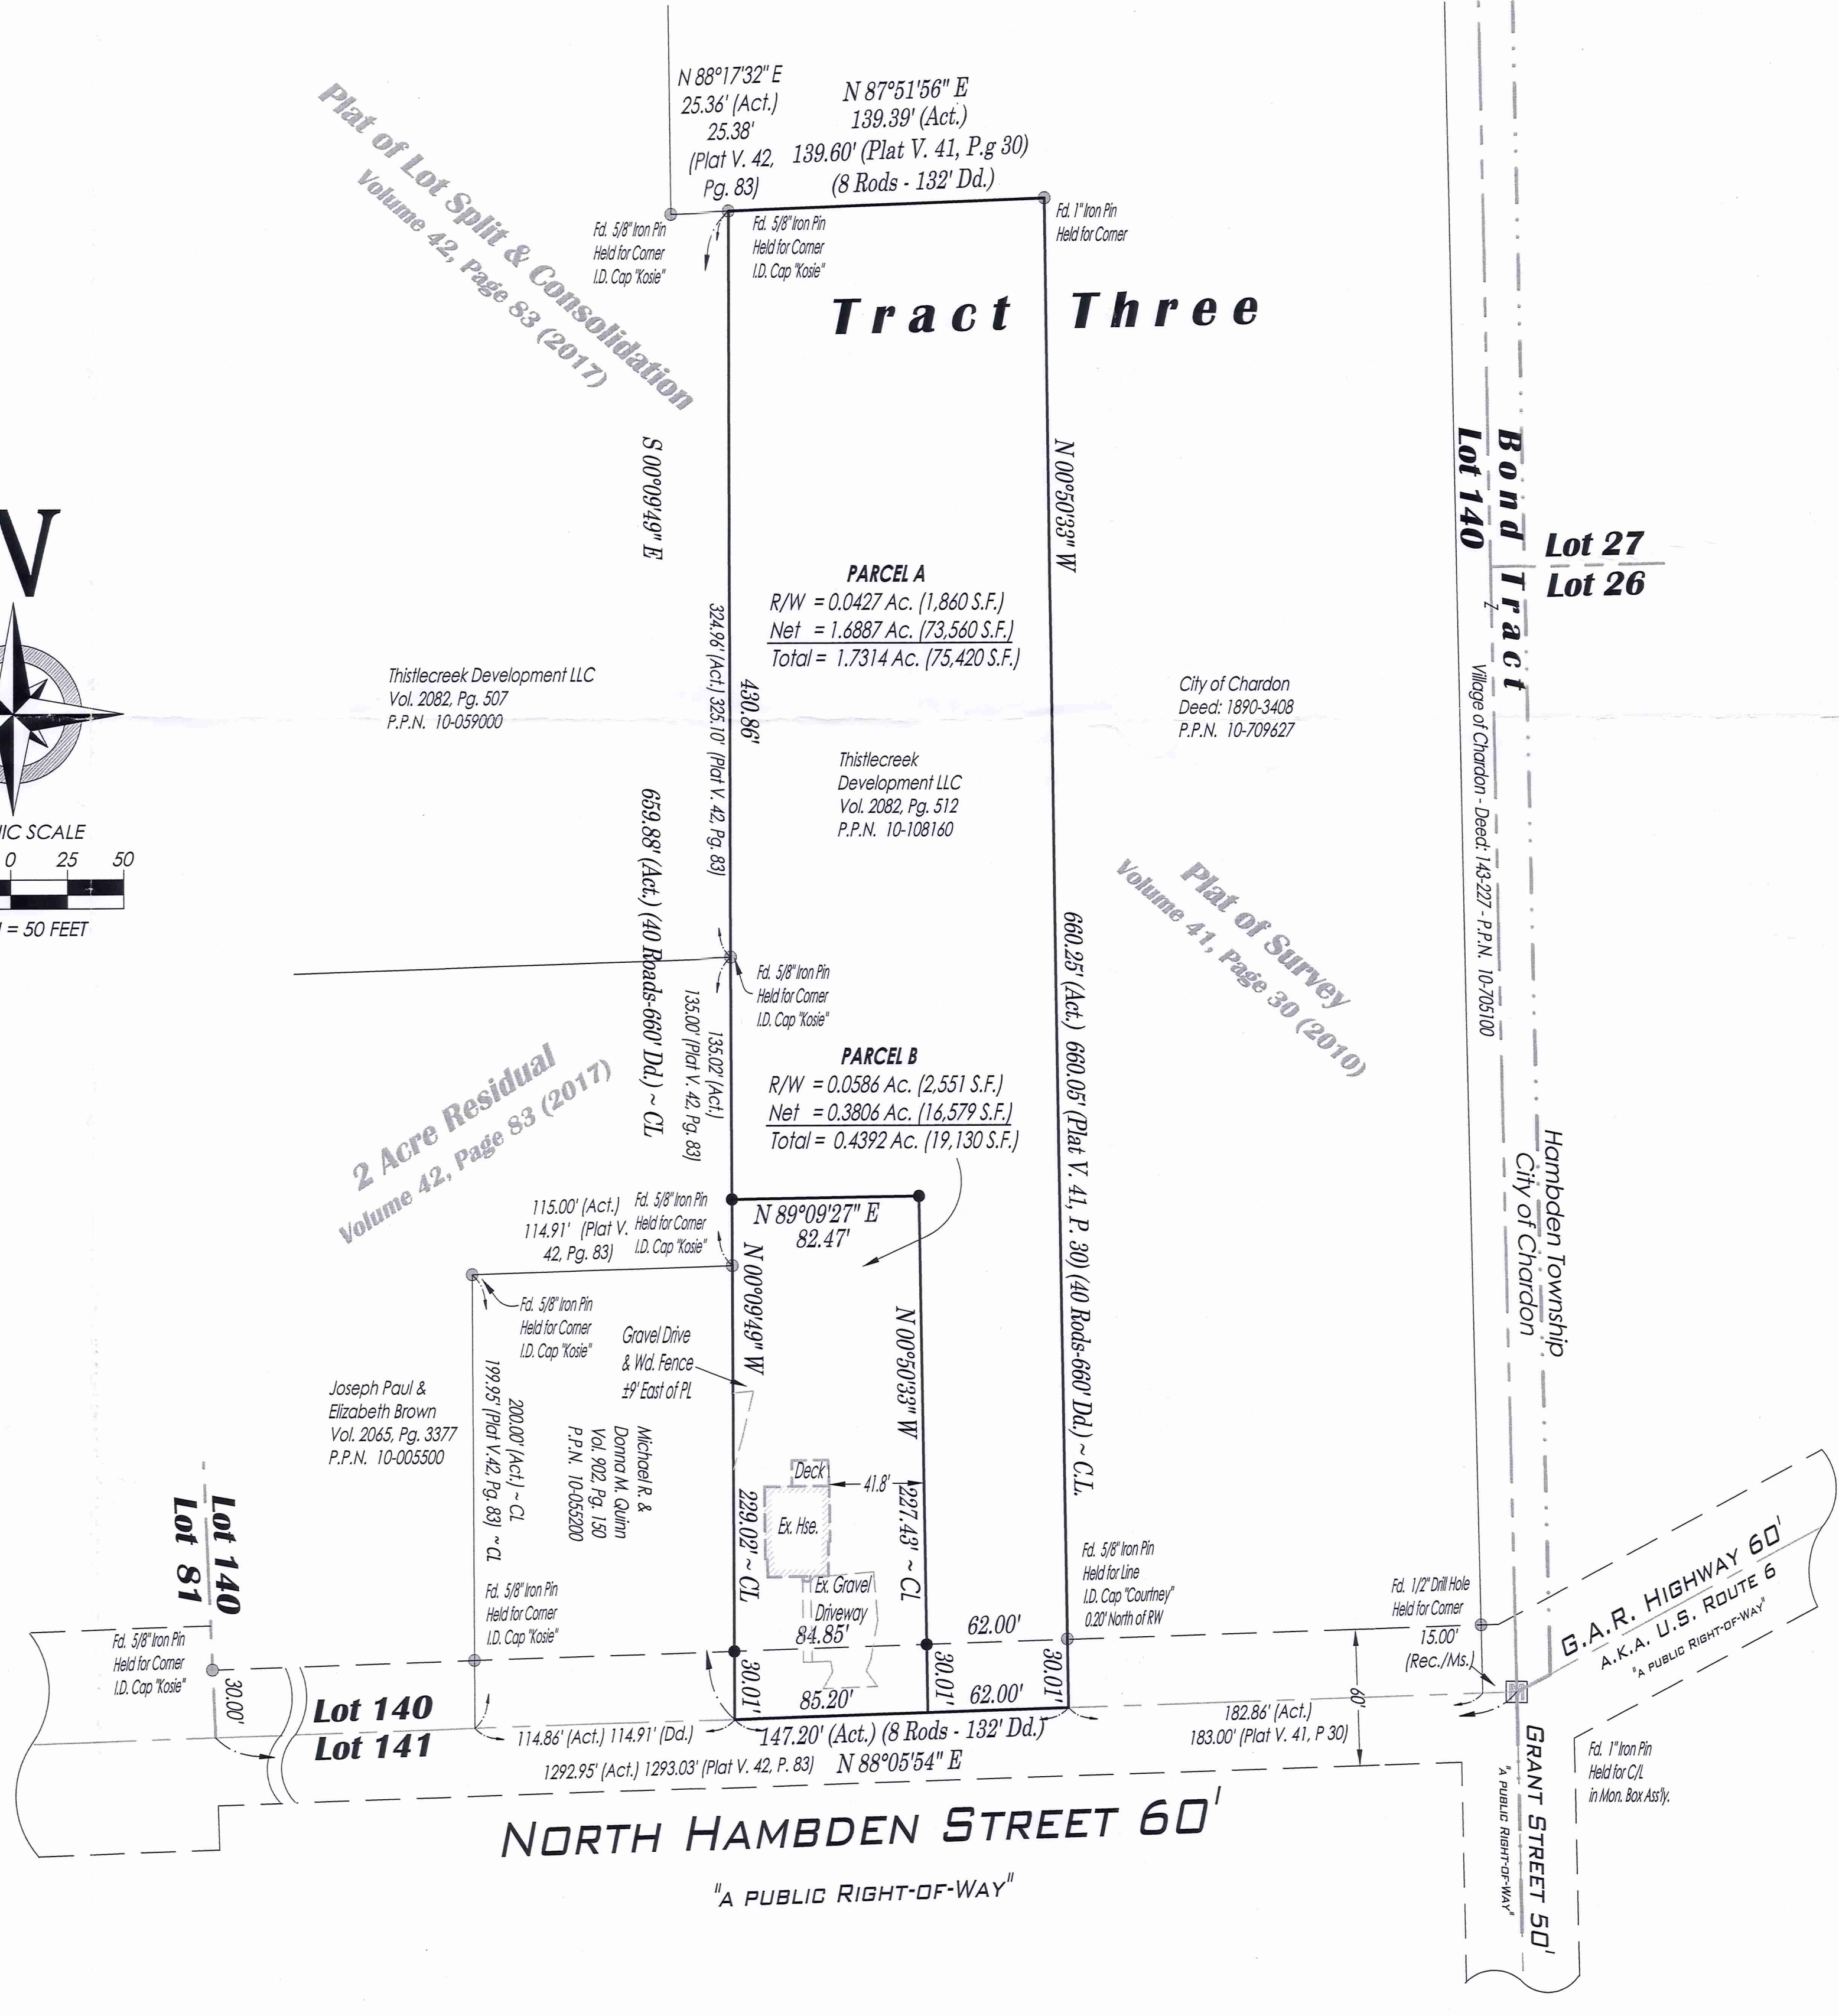 N 88°17'32" E
25.36' (Act.)
25.38'
(Plat V. 42,
Pg. 83)
N 87°51'56" E
139.39' (Act.)
139.60' (Plat V. 41, P.g 30)
(8 Rods - 132' Dd.)
Plat of Lot Split & Consolidation
Volume 42, Page 83 (2017)
Fd. 5/8" Iron Pin
Held for Corner
I.D. Cap "Kosie"
Fd. 5/8" Iron Pin
Held for Corner
I.D. Cap "Kosie"
Fd. 1" Iron Pin
Held for Corner
Tract Three
S 00°09'49" E
N 00°50'33" W
Lot 140
Bond Tract
Lot 27
Lot 26
N
PARCEL A
R/W = 0.0427 Ac. (1,860 S.F.)
Net = 1.6887 Ac. (73,560 S.F.)
Total = 1.7314 Ac. (75,420 S.F.)
324.96' (Act.) 325.10' (Plat V. 42, Pg. 83)
430.86'
Thistlecreek Development LLC
Vol. 2082, Pg. 507
P.P.N. 10-059000
City of Chardon
Deed: 1890-3408
P.P.N. 10-709627
Village of Chardon - Deed: 143-227 - P.P.N. 10-705100
Thistlecreek
Development LLC
Vol. 2082, Pg. 512
P.P.N. 10-108160
IC SCALE
0 25 50
= 50 FEET
659.88' (Act.) (40 Roads-660' Dd.) ~ CL
Plat of Survey
Volume 41, Page 30 (2010)
660.25' (Act.) 660.05' (Plat V. 41, P. 30) (40 Rods-660' Dd.) ~ C.L.
Fd. 5/8" Iron Pin
Held for Corner
I.D. Cap "Kosie"
135.02' (Act.)
135.00' (Plat V. 42, Pg. 83)
PARCEL B
R/W = 0.0586 Ac. (2,551 S.F.)
Net = 0.3806 Ac. (16,579 S.F.)
Total = 0.4392 Ac. (19,130 S.F.)
2 Acre Residual
Volume 42, Page 83 (2017)
Hambden Township
City of Chardon
115.00' (Act.)
114.91' (Plat V.
42, Pg. 83)
Fd. 5/8" Iron Pin
Held for Corner
I.D. Cap "Kosie"
N 89°09'27" E
82.47'
N 00°09'49" W
N 00°50'33" W
Fd. 5/8" Iron Pin
Held for Corner
I.D. Cap "Kosie"
Gravel Drive
& Wd. Fence
±9' East of PL
Joseph Paul &
Elizabeth Brown
Vol. 2065, Pg. 3377
P.P.N. 10-005500
200.00' (Act.) ~ CL
199.95' (Plat V.42, Pg. 83) ~ CL
Michael R. &
Donna M. Quinn
Vol. 902, Pg. 150
P.P.N. 10-055200
Deck
41.8'
Ex. Hse.
229.02' ~ CL
227.43' ~ CL
Ex. Gravel
Driveway
Lot 140
Lot 81
Fd. 5/8" Iron Pin
Held for Line
I.D. Cap "Courtney"
0.20' North of RW
Fd. 1/2" Drill Hole
Held for Corner
15.00'
(Rec./Ms.)
G.A.R. HIGHWAY 60'
A.K.A. U.S. ROUTE 6
"A PUBLIC RIGHT-OF-WAY"
Fd. 5/8" Iron Pin
Held for Corner
I.D. Cap "Kosie"
Fd. 5/8" Iron Pin
Held for Corner
I.D. Cap "Kosie"
84.85'
62.00'
30.00'
30.01'
30.01'
30.01'
85.20'
62.00'
60'
M
Lot 140
Lot 141
114.86' (Act.) 114.91' (Dd.)
147.20' (Act.) (8 Rods - 132' Dd.)
182.86' (Act.)
183.00' (Plat V. 41, P 30)
1292.95' (Act.) 1293.03' (Plat V. 42, P. 83)
N 88°05'54" E
Fd. 1" Iron Pin
Held for C/L
in Mon. Box Ass'ly.
GRANT STREET 50'
"A PUBLIC RIGHT-OF-WAY"
NORTH HAMBDEN STREET 60'
"A PUBLIC RIGHT-OF-WAY"